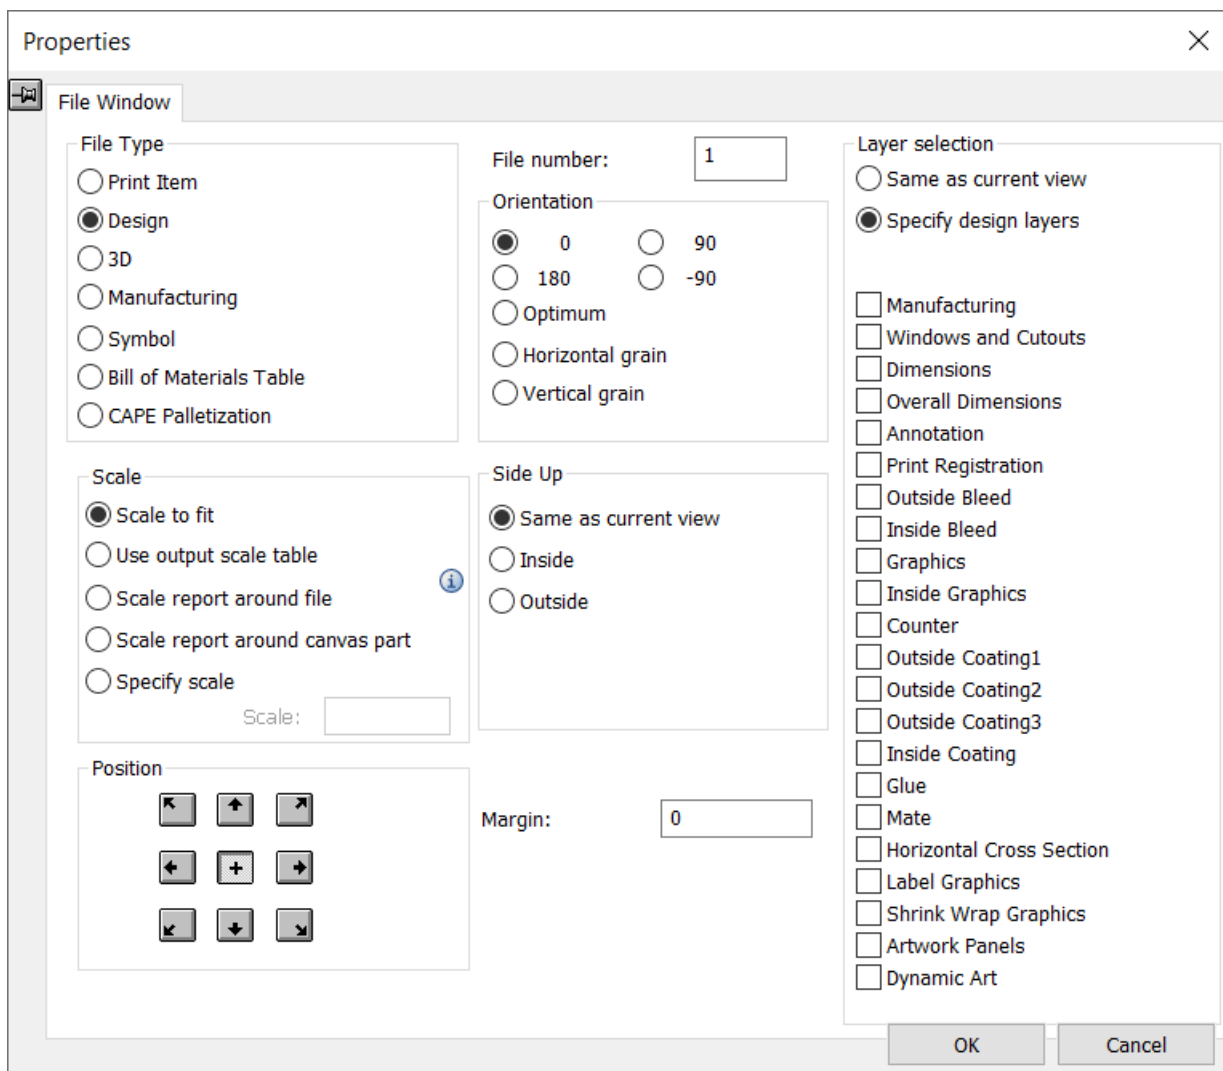 Properties
File Window
File Type
Print Item
Design
3D
Manufacturing
Symbol
Bill of Materials Table
CAPE Palletization
File number: 1
Orientation
0 90
180 -90
Optimum
Horizontal grain
Vertical grain
Scale
Scale to fit
Use output scale table
Scale report around file
Scale report around canvas part
Specify scale
Scale:
Side Up
Same as current view
Inside
Outside
Position
Margin: 0
Layer selection
Same as current view
Specify design layers
Manufacturing
Windows and Cutouts
Dimensions
Overall Dimensions
Annotation
Print Registration
Outside Bleed
Inside Bleed
Graphics
Inside Graphics
Counter
Outside Coating1
Outside Coating2
Outside Coating3
Inside Coating
Glue
Mate
Horizontal Cross Section
Label Graphics
Shrink Wrap Graphics
Artwork Panels
Dynamic Art
OK Cancel